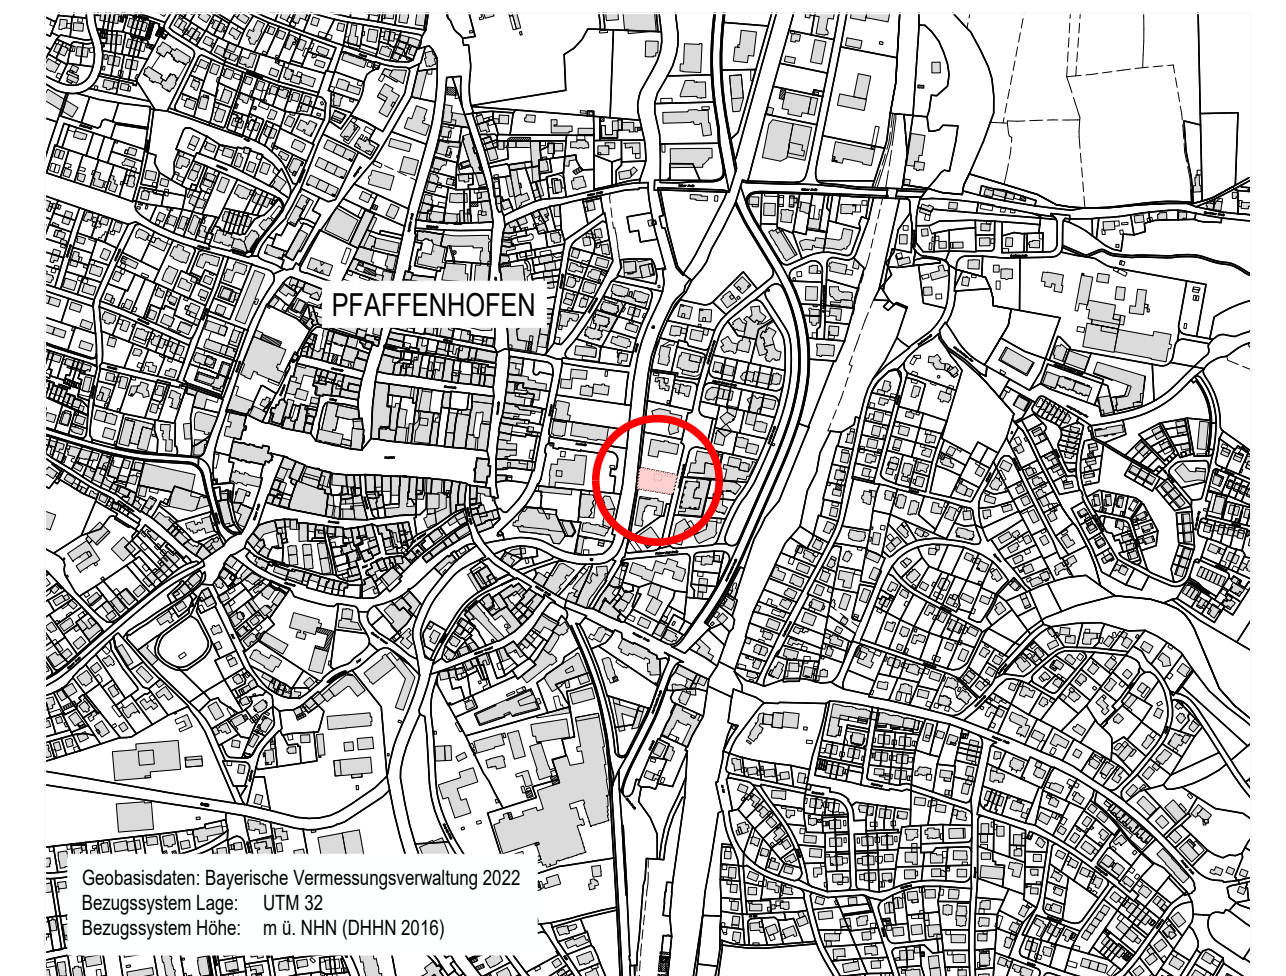 PFAFFENHOFEN
Geobasisdaten: Bayerische Vermessungsverwaltung 2022
Bezugssystem Lage: UTM 32
Bezugssystem Höhe: m ü. NHN (DHHN 2016)